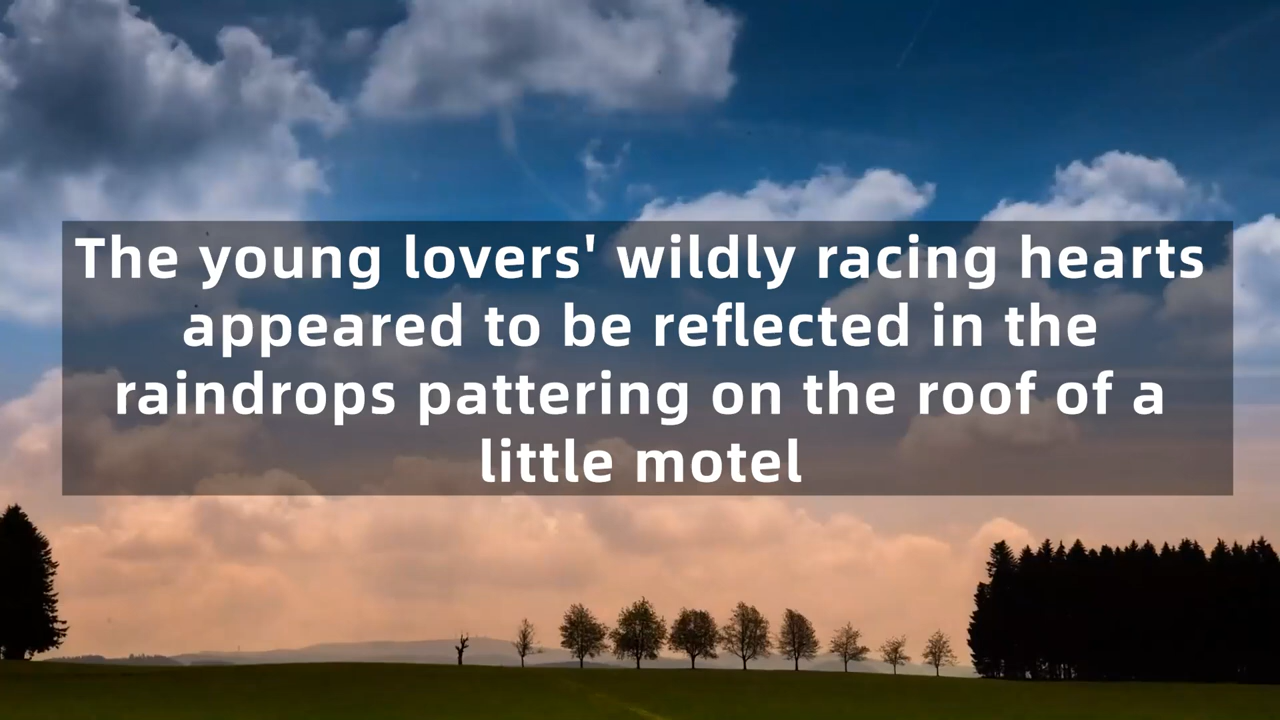 The young lovers' wildly racing hearts
appeared to be reflected in the
raindrops pattering on the roof of a
little motel